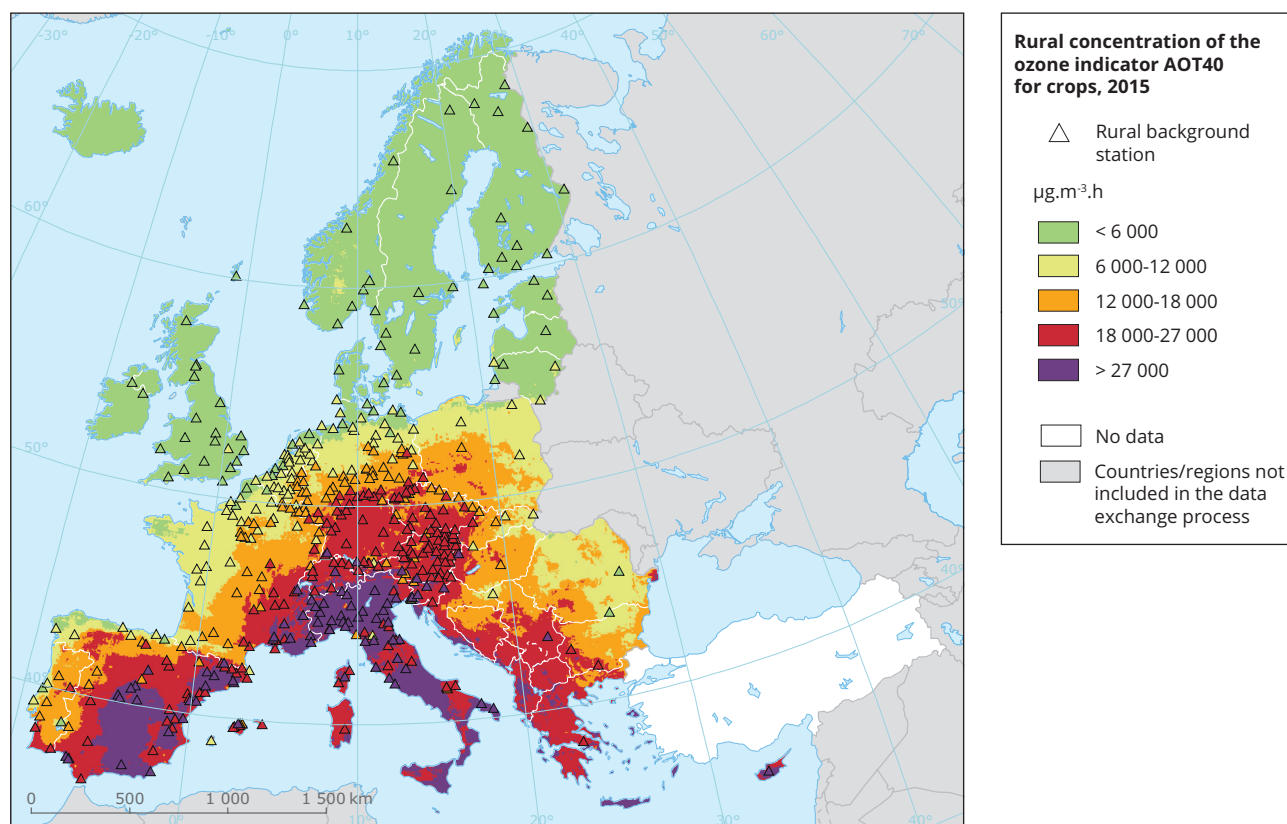 -30°
-20°
-10°
0°
10°
20°
30°
40°
50°
60°
70°
60°
50°
50°
40°
40°
0
500
1 000
1 500 km
0°
10°
20°
30°
Rural concentration of the
ozone indicator AOT40
for crops, 2015
Rural background
station
µg.m⁻³.h
< 6 000
6 000-12 000
12 000-18 000
18 000-27 000
> 27 000
No data
Countries/regions not
included in the data
exchange process